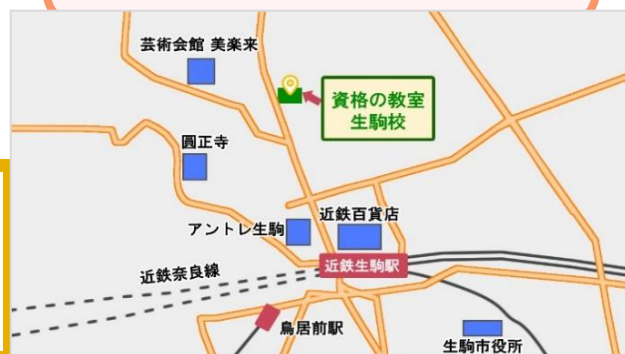 芸術会館 美楽来
資格の教室
生駒校
圓正寺
近鉄百貨店
アントレ生駒
近鉄生駒駅
近鉄奈良線
鳥居前駅
生駒市役所